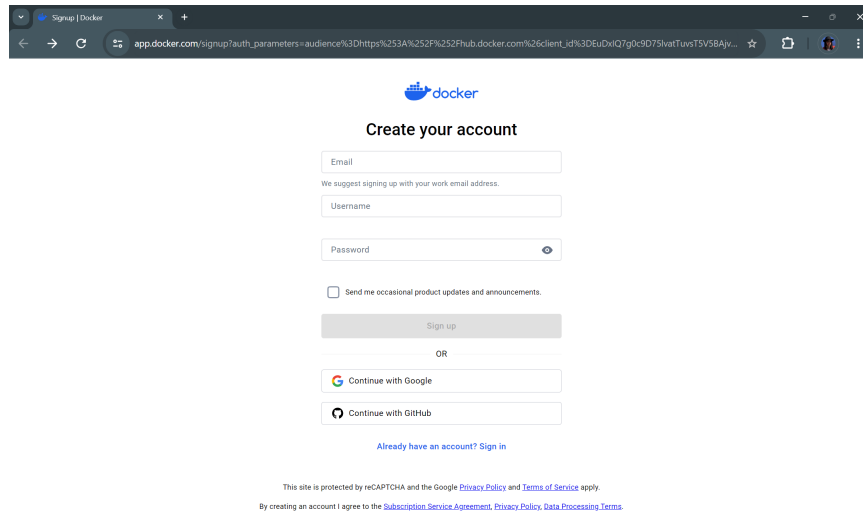 Signup | Docker
app.docker.com/signup?auth_parameters=audience%3Dhttps%253A%252F%252Fhub.docker.com%26client_id%3DEuDxIQ7g0c9D75lvatTuvsT5V5BAjv...
docker
Create your account
Email
We suggest signing up with your work email address.
Username
Password
Send me occasional product updates and announcements.
Sign up
OR
Continue with Google
Continue with GitHub
Already have an account? Sign in
This site is protected by reCAPTCHA and the Google Privacy Policy and Terms of Service apply.
By creating an account I agree to the Subscription Service Agreement, Privacy Policy, Data Processing Terms.